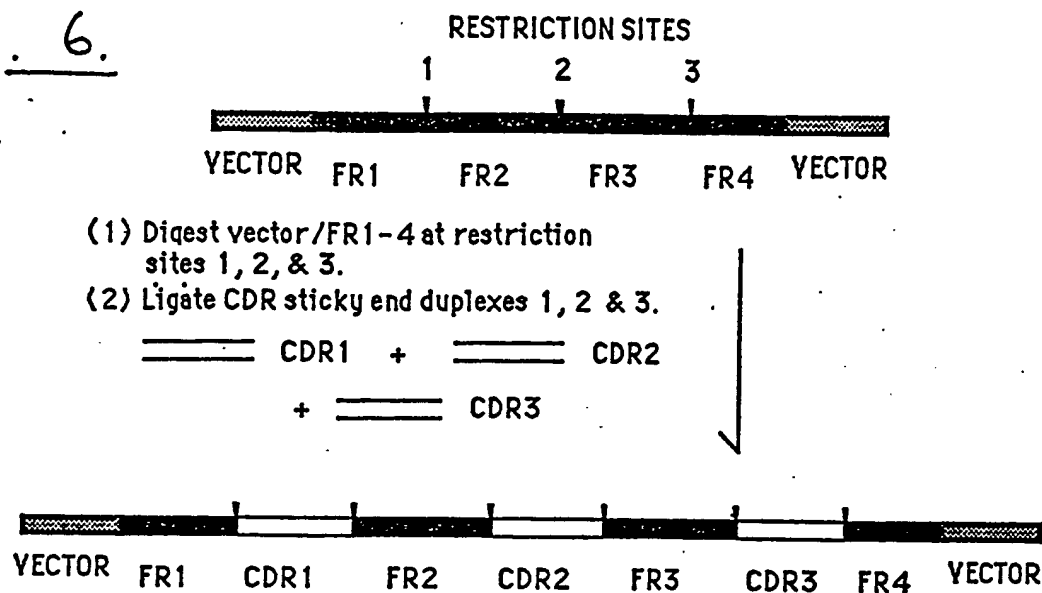 . 6.
RESTRICTION SITES
1 2 3
VECTOR FR1 FR2 FR3 FR4 VECTOR
(1) Digest vector/FR1-4 at restriction
sites 1, 2, & 3.
(2) Ligate CDR sticky end duplexes 1, 2 & 3.
CDR1 + CDR2
+ CDR3
VECTOR FR1 CDR1 FR2 CDR2 FR3 CDR3 FR4 VECTOR